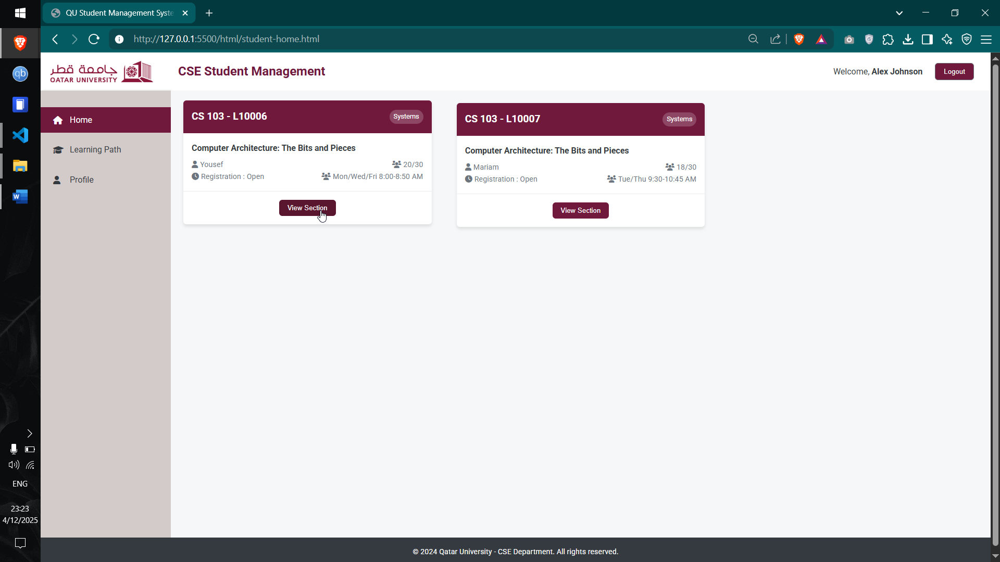 QU Student Management Syste
http://127.0.0.1:5500/html/student-home.html
جامعة قطر
QATAR UNIVERSITY
CSE Student Management
Welcome, Alex Johnson
Logout
Home
Learning Path
Profile
CS 103 - L10006
Systems
Computer Architecture: The Bits and Pieces
Yousef
20/30
Registration : Open
Mon/Wed/Fri 8:00-8:50 AM
View Section
CS 103 - L10007
Systems
Computer Architecture: The Bits and Pieces
Mariam
18/30
Registration : Open
Tue/Thu 9:30-10:45 AM
View Section
© 2024 Qatar University - CSE Department. All rights reserved.
qb
W
ENG
23:23
4/12/2025